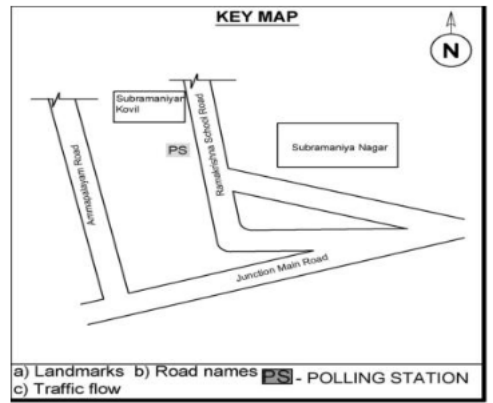 KEY MAP
N
Subramaniyar
Kovil
PS
Ramakrishna School Road
Subramaniya Nagar
Ammapalayam Road
Junction Main Road
a) Landmarks b) Road names PS - POLLING STATION
c) Traffic flow